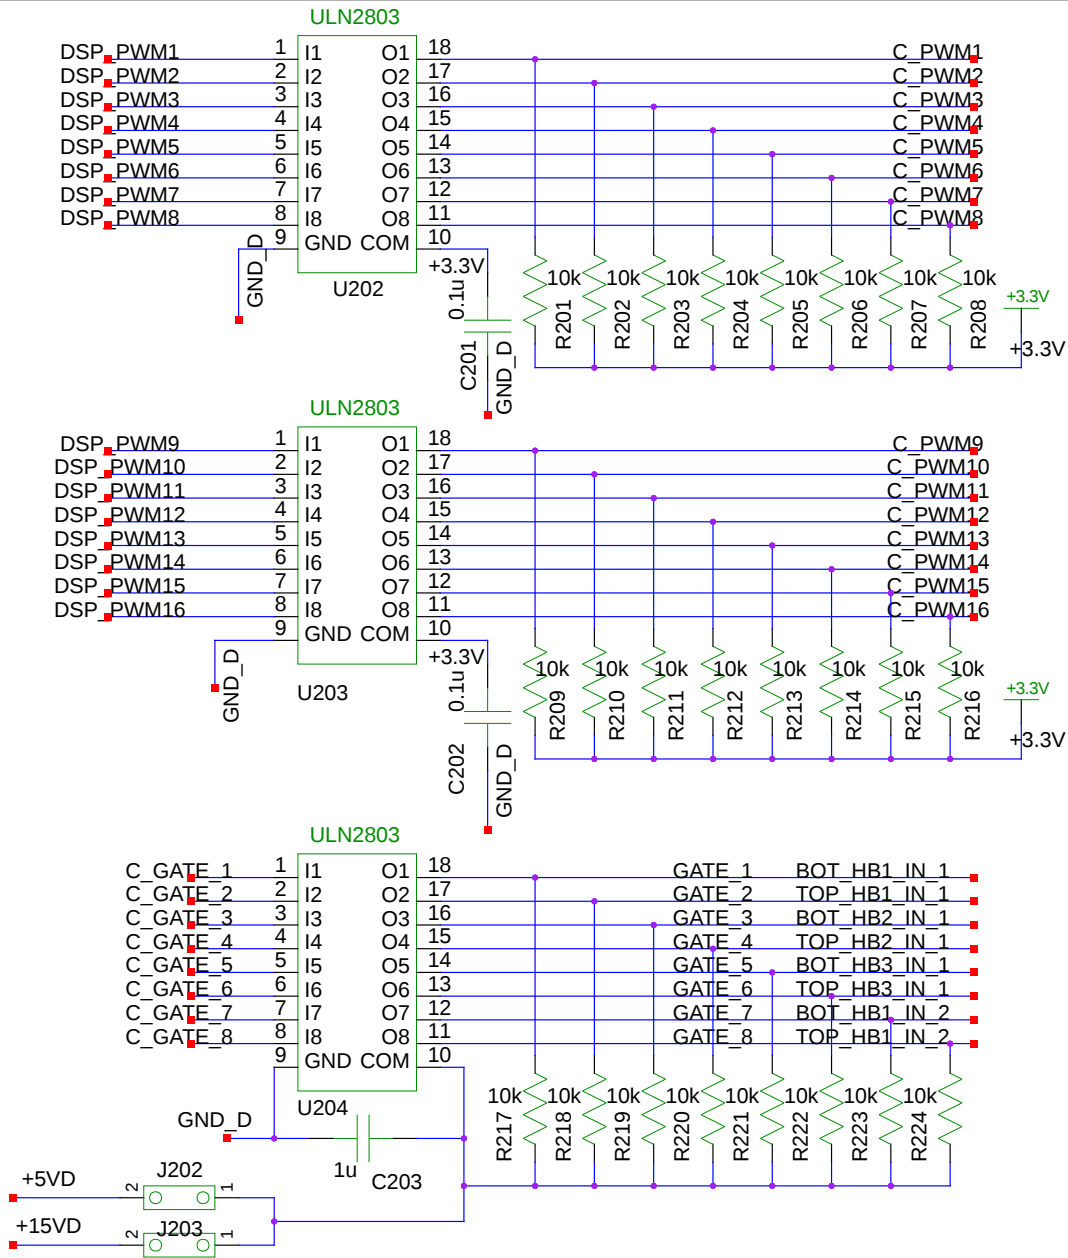 ULN2803
DSP_PWM1 1 I1 O1 18 C_PWM1
DSP_PWM2 2 I2 O2 17 C_PWM2
DSP_PWM3 3 I3 O3 16 C_PWM3
DSP_PWM4 4 I4 O4 15 C_PWM4
DSP_PWM5 5 I5 O5 14 C_PWM5
DSP_PWM6 6 I6 O6 13 C_PWM6
DSP_PWM7 7 I7 O7 12 C_PWM7
DSP_PWM8 8 I8 O8 11 C_PWM8
9 GND COM 10
GND_D
U202
+3.3V
0.1u
C201
GND_D
10k 10k 10k 10k 10k 10k 10k 10k
R201 R202 R203 R204 R205 R206 R207 R208
+3.3V
+3.3V
ULN2803
DSP_PWM9 1 I1 O1 18 C_PWM9
DSP_PWM10 2 I2 O2 17 C_PWM10
DSP_PWM11 3 I3 O3 16 C_PWM11
DSP_PWM12 4 I4 O4 15 C_PWM12
DSP_PWM13 5 I5 O5 14 C_PWM13
DSP_PWM14 6 I6 O6 13 C_PWM14
DSP_PWM15 7 I7 O7 12 C_PWM15
DSP_PWM16 8 I8 O8 11 C_PWM16
9 GND COM 10
GND_D
U203
+3.3V
0.1u
C202
GND_D
10k 10k 10k 10k 10k 10k 10k 10k
R209 R210 R211 R212 R213 R214 R215 R216
+3.3V
+3.3V
ULN2803
C_GATE_1 1 I1 O1 18 GATE_1 BOT_HB1_IN_1
C_GATE_2 2 I2 O2 17 GATE_2 TOP_HB1_IN_1
C_GATE_3 3 I3 O3 16 GATE_3 BOT_HB2_IN_1
C_GATE_4 4 I4 O4 15 GATE_4 TOP_HB2_IN_1
C_GATE_5 5 I5 O5 14 GATE_5 BOT_HB3_IN_1
C_GATE_6 6 I6 O6 13 GATE_6 TOP_HB3_IN_1
C_GATE_7 7 I7 O7 12 GATE_7 BOT_HB1_IN_2
C_GATE_8 8 I8 O8 11 GATE_8 TOP_HB1_IN_2
9 GND COM 10
U204
GND_D
1u
C203
10k 10k 10k 10k 10k 10k 10k 10k
R217 R218 R219 R220 R221 R222 R223 R224
+5VD 2 J202 1
+15VD 2 J203 1